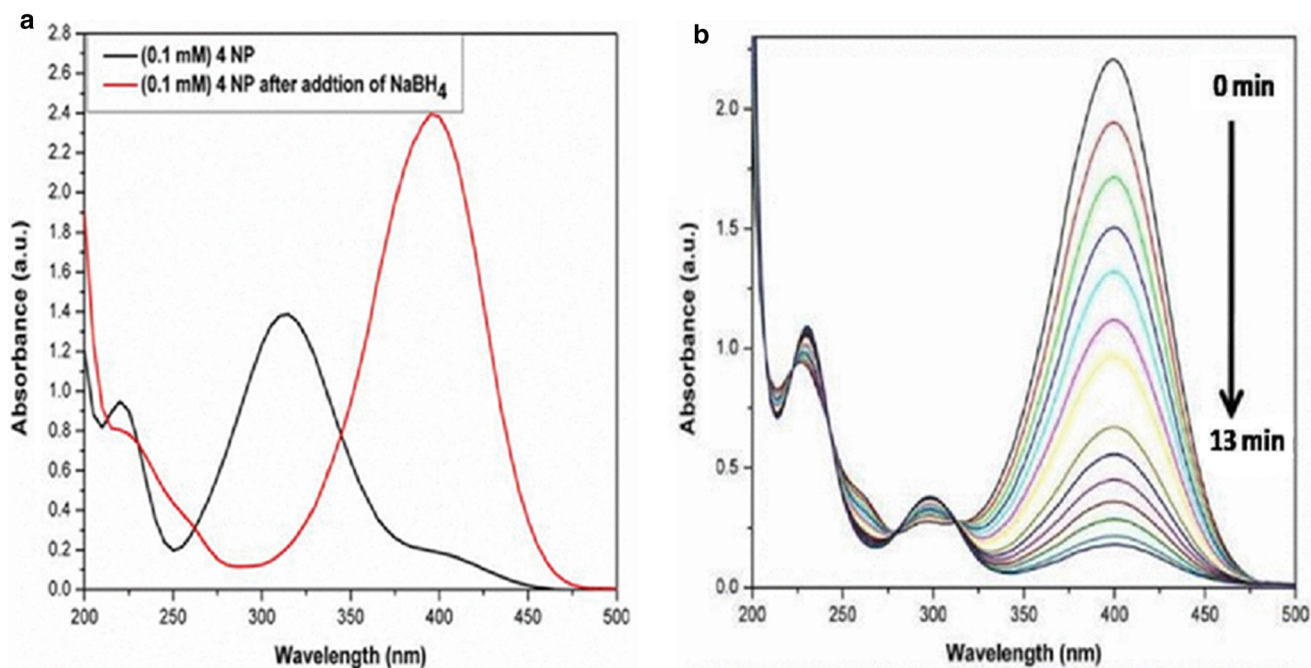 a
(0.1 mM) 4 NP
(0.1 mM) 4 NP after addtion of NaBH4
2.8
2.6
2.4
2.2
2.0
1.8
1.6
1.4
1.2
1.0
0.8
0.6
0.4
0.2
0.0
Absorbance (a.u.)
200 250 300 350 400 450 500
Wavelength (nm)
b
0 min
13 min
2.0
1.5
1.0
0.5
0.0
Absorbance (a.u.)
200 250 300 350 400 450 500
Wavelength (nm)